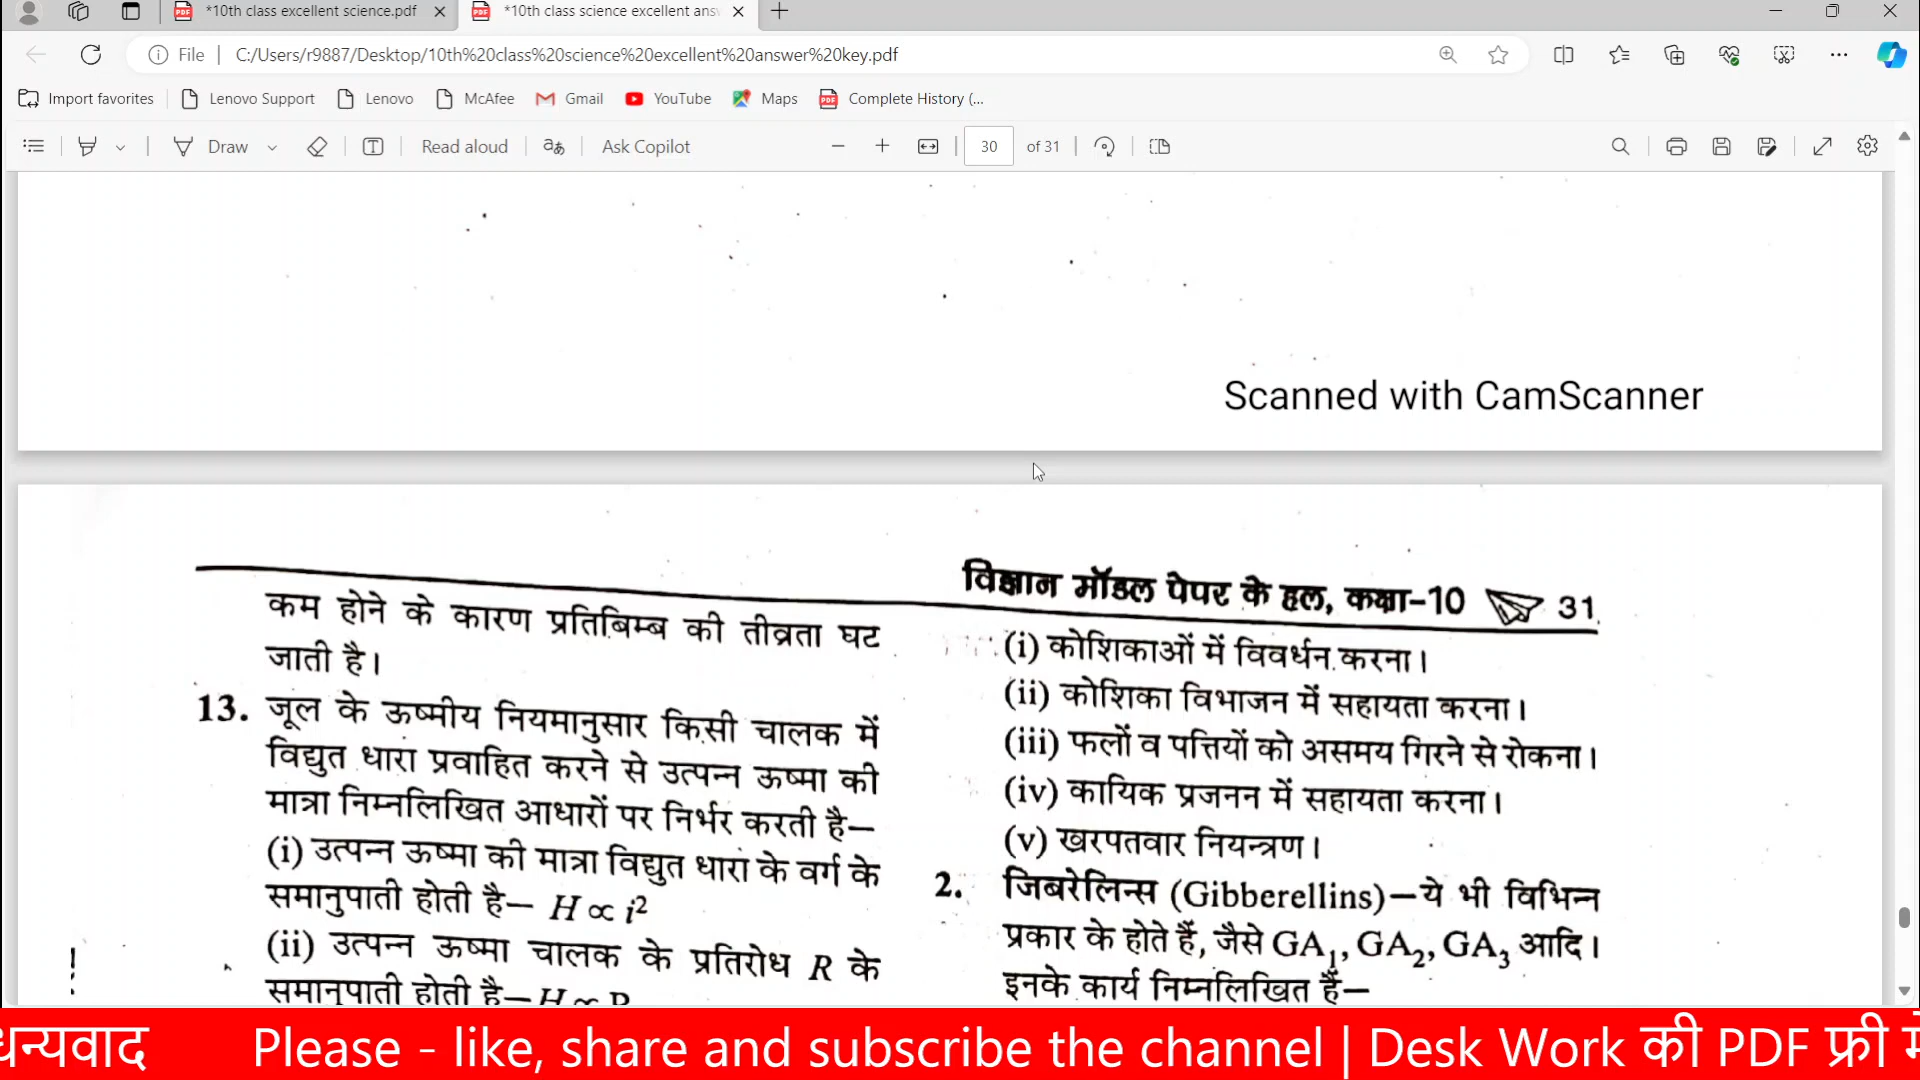 *10th class excellent science.pdf
*10th class science excellent ans
File
C:/Users/r9887/Desktop/10th%20class%20science%20excellent%20answer%20key.pdf
Import favorites
Lenovo Support
Lenovo
McAfee
Gmail
YouTube
Maps
Complete History (...
Draw
Read aloud
Ask Copilot
30
of 31
Scanned with CamScanner
विज्ञान मॉडल पेपर के हल, कक्षा-10 31
कम होने के कारण प्रतिबिम्ब की तीव्रता घट
जाती है।
13. जूल के ऊष्मीय नियमानुसार किसी चालक में
विद्युत धारा प्रवाहित करने से उत्पन्न ऊष्मा की
मात्रा निम्नलिखित आधारों पर निर्भर करती है—
(i) उत्पन्न ऊष्मा की मात्रा विद्युत धारा के वर्ग के
समानुपाती होती है— H ∝ i²
(ii) उत्पन्न ऊष्मा चालक के प्रतिरोध R के
समानुपाती होती है—H ∝ R
(i) कोशिकाओं में विवर्धन करना।
(ii) कोशिका विभाजन में सहायता करना।
(iii) फलों व पत्तियों को असमय गिरने से रोकना।
(iv) कायिक प्रजनन में सहायता करना।
(v) खरपतवार नियन्त्रण।
2. जिबरेलिन्स (Gibberellins)—ये भी विभिन्न
प्रकार के होते हैं, जैसे GA₁, GA₂, GA₃ आदि।
इनके कार्य निम्नलिखित हैं—
धन्यवाद Please - like, share and subscribe the channel | Desk Work की PDF फ्री में